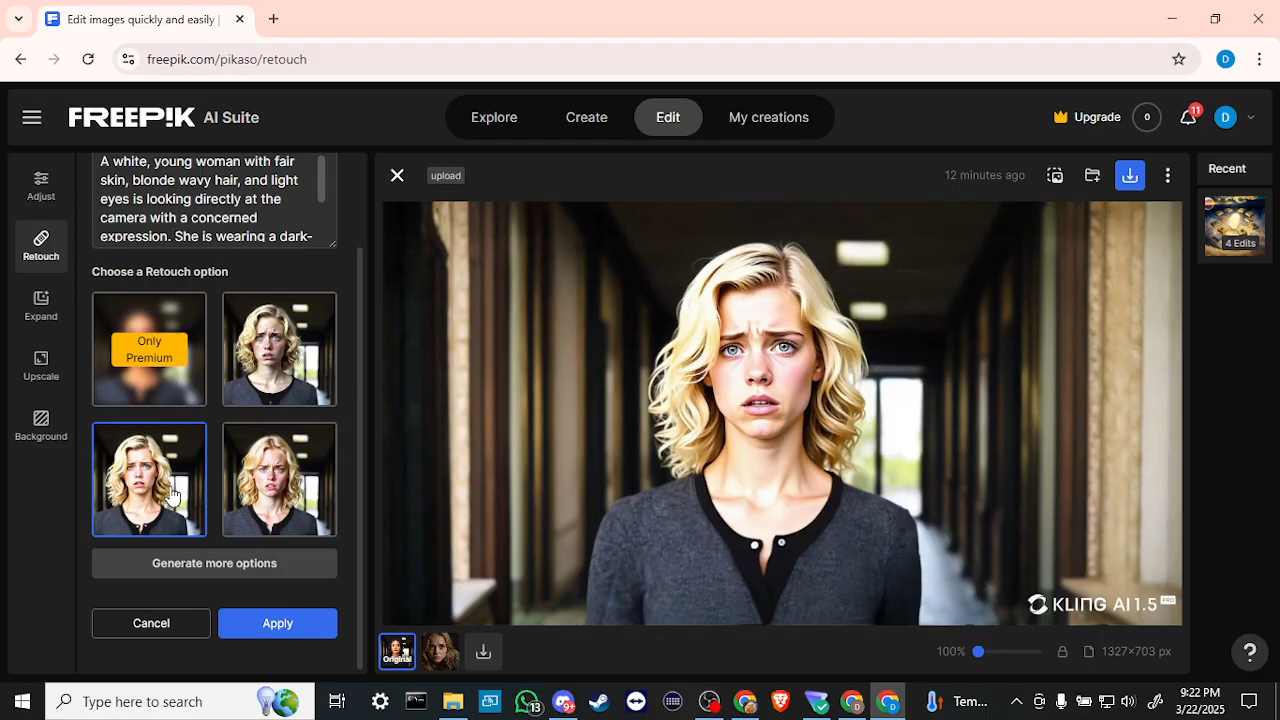 Edit images quickly and easily |
freepik.com/pikaso/retouch
FREEP!K AI Suite
Explore
Create
Edit
My creations
Upgrade
0
11
D
Adjust
Retouch
Expand
Upscale
Background
A white, young woman with fair
skin, blonde wavy hair, and light
eyes is looking directly at the
camera with a concerned
expression. She is wearing a dark-
Choose a Retouch option
Only
Premium
Generate more options
Cancel
Apply
upload
12 minutes ago
KLING AI 1.5 PRO
Original
100%
1327×703 px
Recent
4 Edits
?
Type here to search
13
9+
Tem...
9:22 PM
3/22/2025